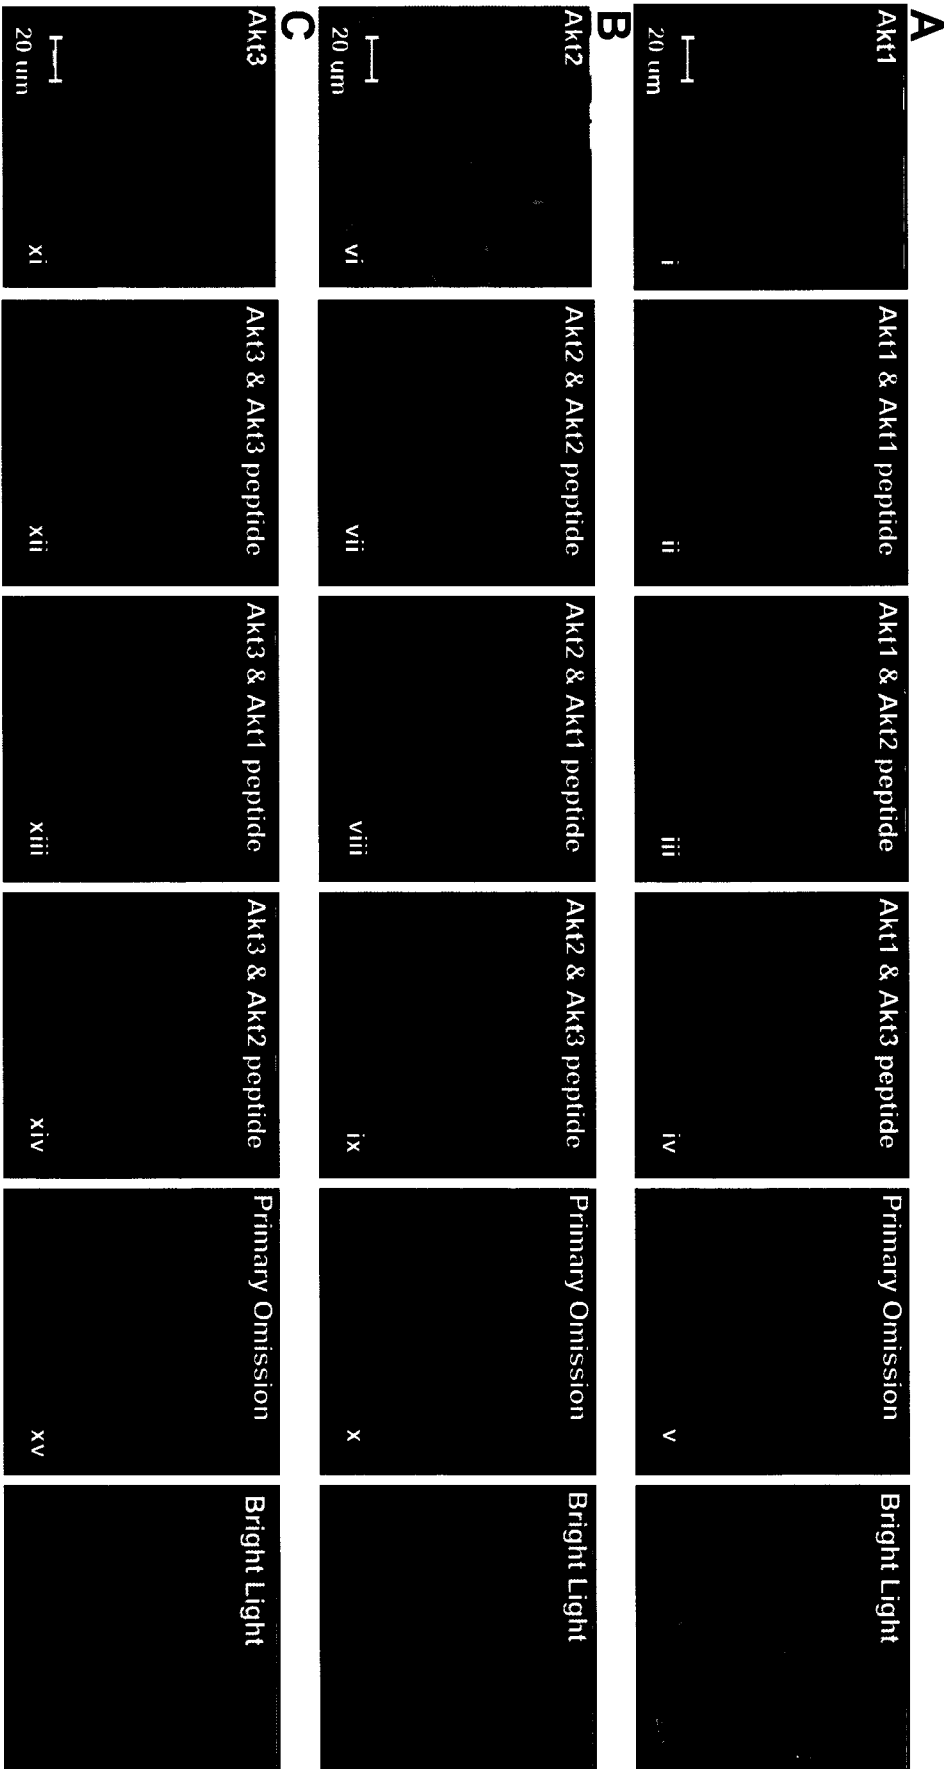 A
Akt1
20 um
i
Akt1 & Akt1 peptide
ii
Akt1 & Akt2 peptide
iii
Akt1 & Akt3 peptide
iv
Primary Omission
v
Bright Light
B
Akt2
20 um
vi
Akt2 & Akt2 peptide
vii
Akt2 & Akt1 peptide
viii
Akt2 & Akt3 peptide
ix
Primary Omission
x
Bright Light
C
Akt3
20 um
xi
Akt3 & Akt3 peptide
xii
Akt3 & Akt1 peptide
xiii
Akt3 & Akt2 peptide
xiv
Primary Omission
xv
Bright Light